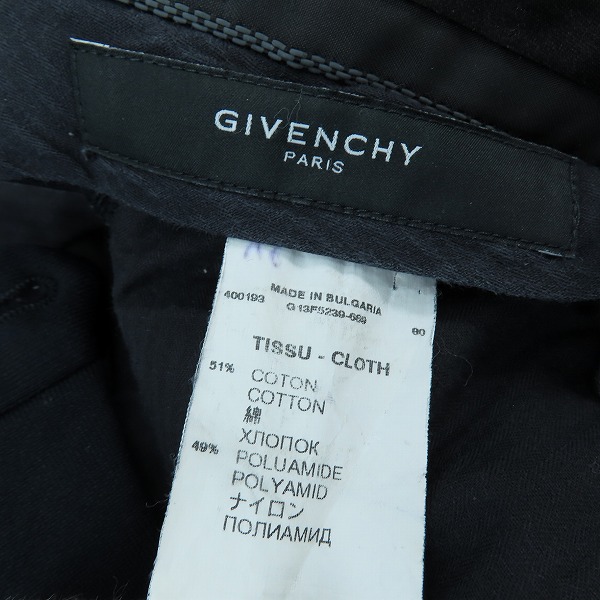 GIVENCHY
PARIS
MADE IN BULGARIA
400193 G13F5239-669 80
TISSU - CLOTH
51% COTON
COTTON
綿
ХЛОПОК
49% POLUAMIDE
POLYAMID
ナイロン
ПОЛИАМИД